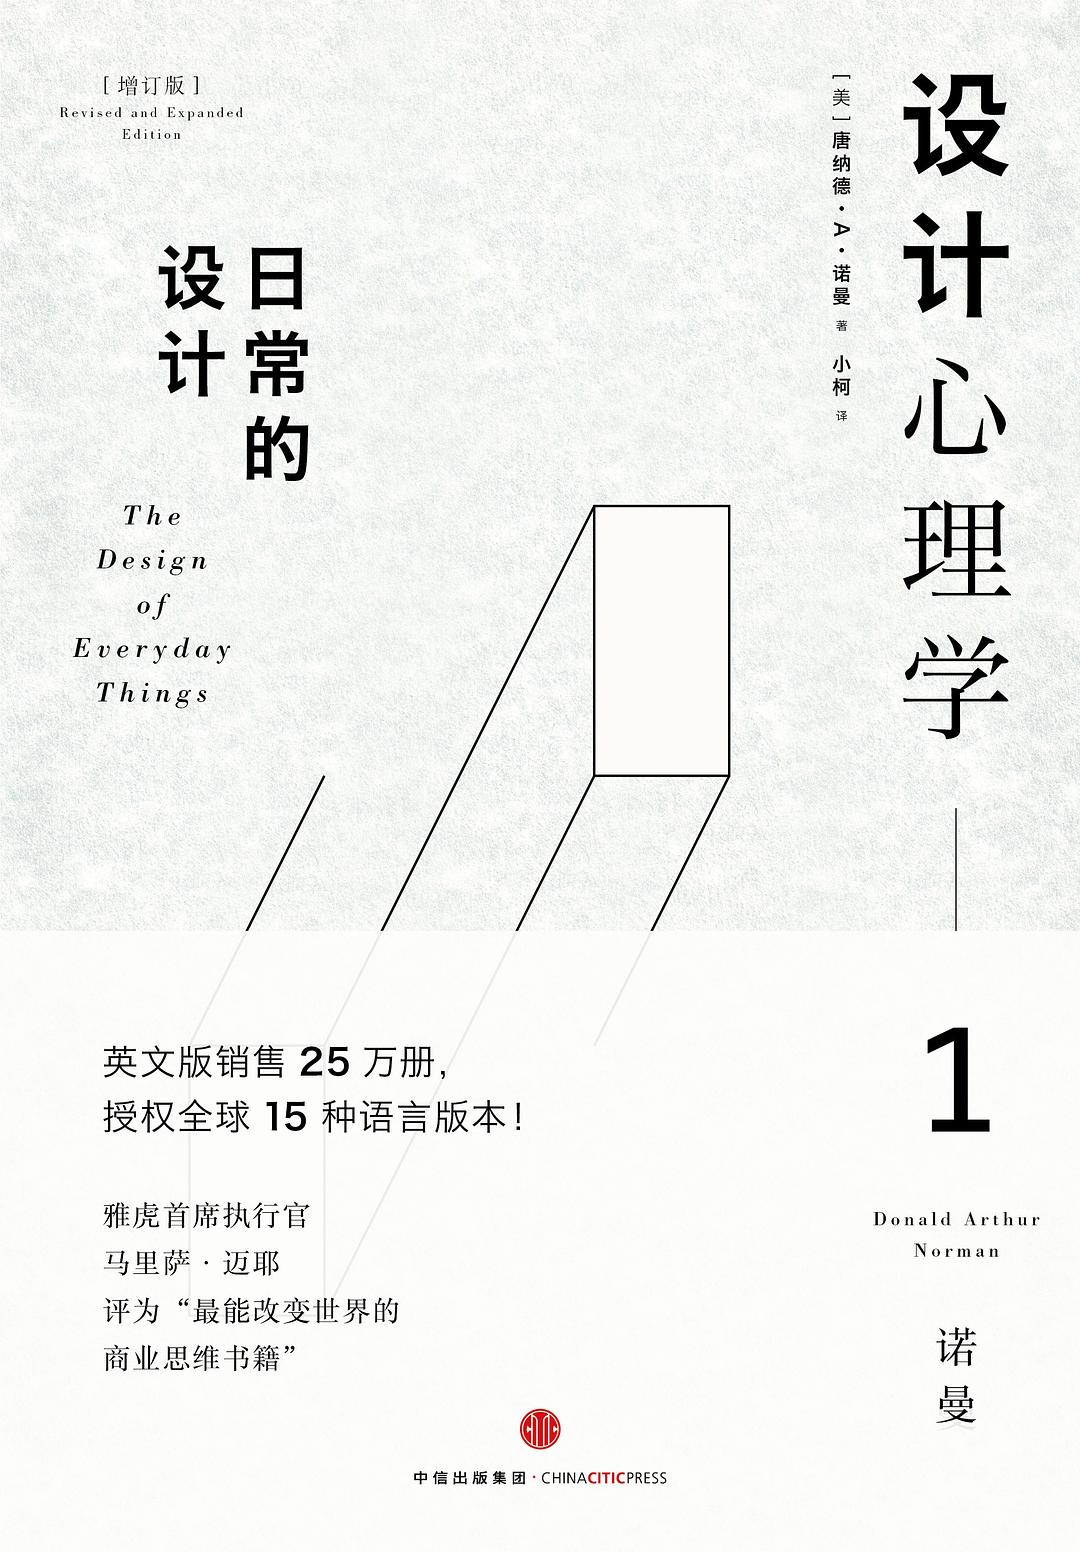 设计心理学
1
[美]唐纳德·A·诺曼 著 小柯 译
[增订版]
Revised and Expanded
Edition
日常的
设计
The
Design
of
Everyday
Things
英文版销售 25 万册，
授权全球 15 种语言版本！
雅虎首席执行官
马里萨·迈耶
评为“最能改变世界的
商业思维书籍”
Donald Arthur
Norman
诺曼
中信出版集团·CHINACITICPRESS